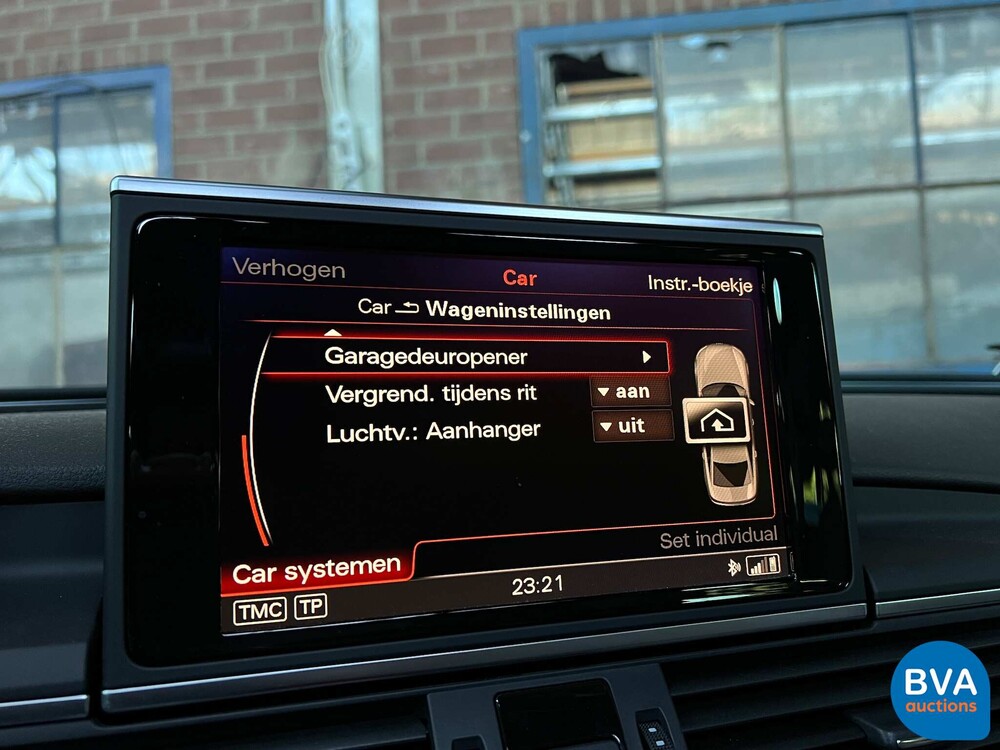 Verhogen Car Instr.-boekje
Car Wageninstellingen
Garagedeuropener
Vergrend. tijdens rit aan
Luchtv.: Aanhanger uit
Set individual
Car systemen
TMC TP 23:21
BVA
auctions